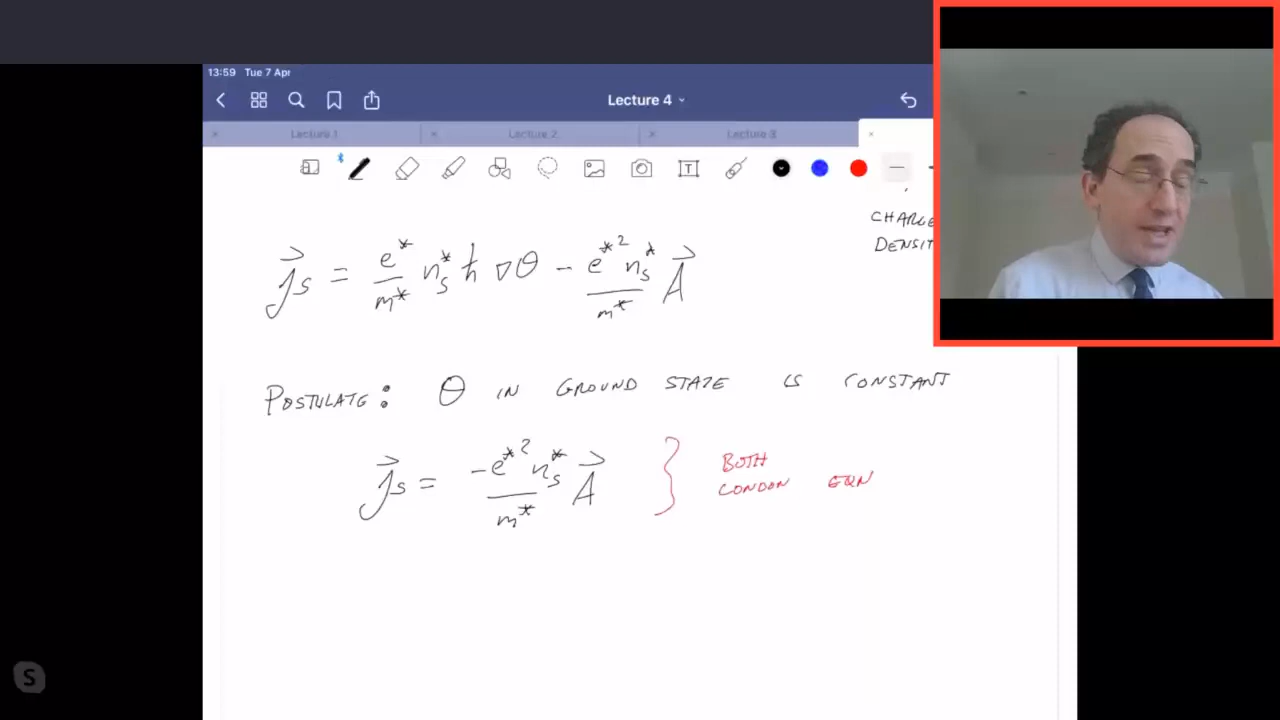 13:59 Tue 7 Apr
Lecture 4
Lecture 1
Lecture 2
Lecture 3
T
CHARGE
DENSIT
j⃗s = e*/m* ns* ħ ∇θ - e*² ns*/m* A⃗
POSTULATE: θ IN GROUND STATE IS CONSTANT
j⃗s = -e*² ns*/m* A⃗ } BOTH
LONDON EQN
S